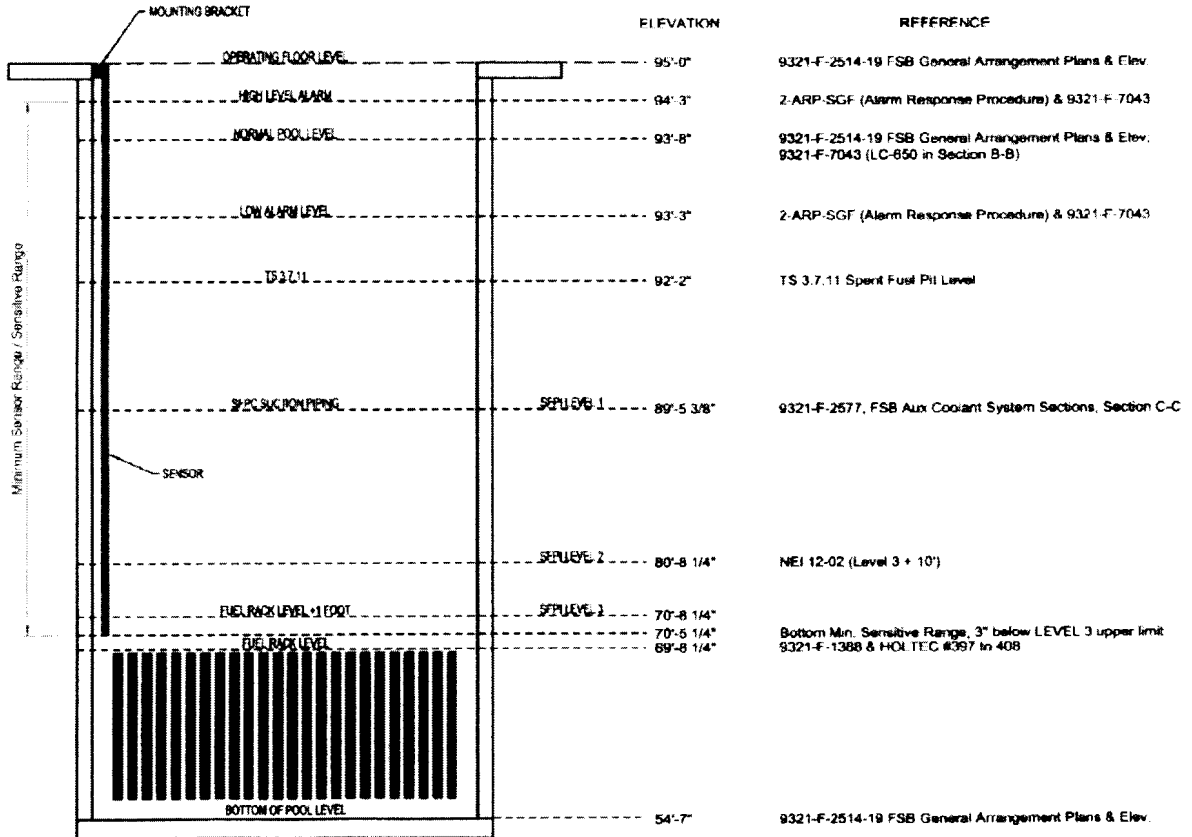 MOUNTING BRACKET
ELEVATION REFERENCE
OPERATING FLOOR LEVEL 95'-0" 9321-F-2514-19 FSB General Arrangement Plans & Elev.
HIGH LEVEL ALARM 94'-3" 2-ARP-SGF (Alarm Response Procedure) & 9321-F-7043
NORMAL POOL LEVEL 93'-8" 9321-F-2514-19 FSB General Arrangement Plans & Elev.
9321-F-7043 (LC-650 in Section B-B)
LOW ALARM LEVEL 93'-3" 2-ARP-SGF (Alarm Response Procedure) & 9321-F-7043
TS 3.7.11 92'-2" TS 3.7.11 Spent Fuel Pit Level
Minimum Sensor Range / Sensitive Range
SFPC SUCTION PIPING SFPI LEVEL 1 89'-5 3/8" 9321-F-2577, FSB Aux Coolant System Sections, Section C-C
SENSOR
SFPI LEVEL 2 80'-8 1/4" NEI 12-02 (Level 3 + 10')
FUEL RACK LEVEL +1 FOOT SFPI LEVEL 3 70'-8 1/4"
70'-5 1/4" Bottom Min. Sensitive Range, 3" below LEVEL 3 upper limit
FUEL RACK LEVEL 69'-8 1/4" 9321-F-1388 & HOLTEC #397 to 408
BOTTOM OF POOL LEVEL 54'-7" 9321-F-2514-19 FSB General Arrangement Plans & Elev.